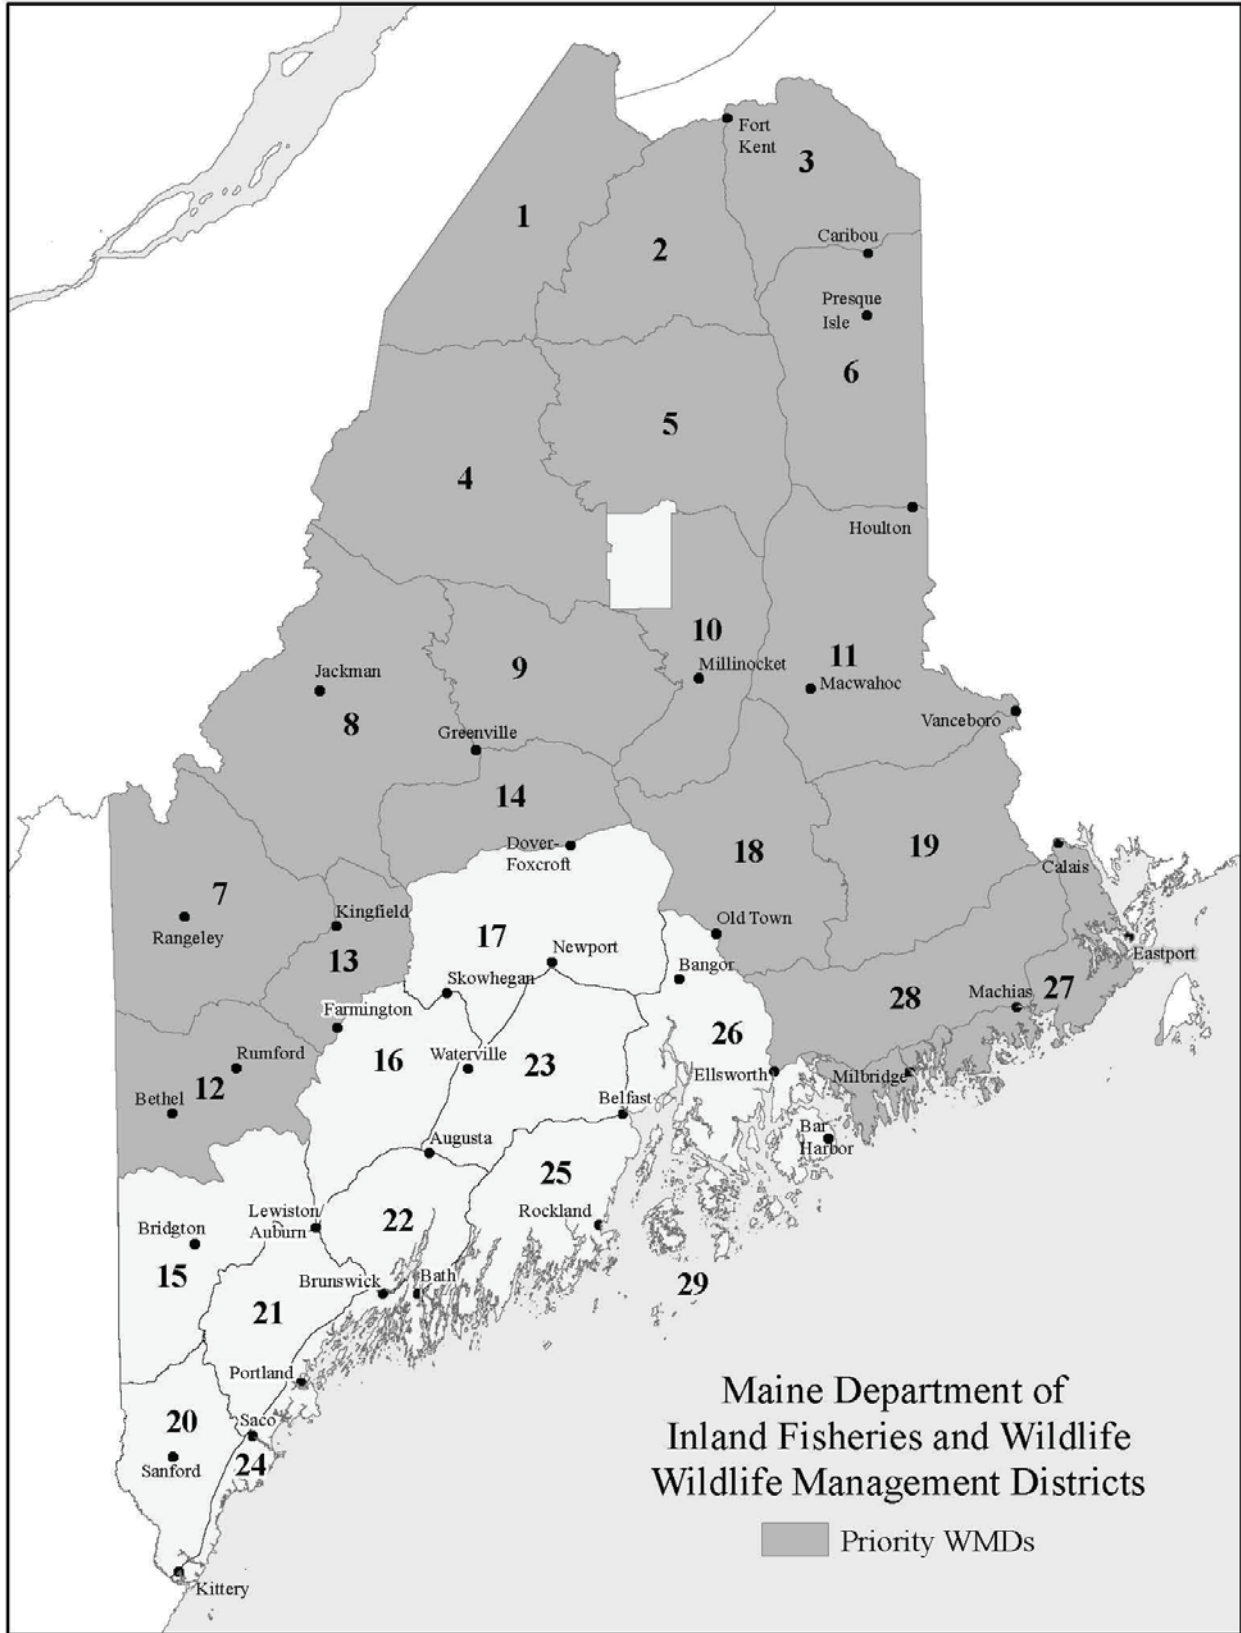 Fort
Kent
3
1
2
Caribou
Presque
Isle
6
5
4
Houlton
10
Millinocket
11
Macwahoc
9
Jackman
8
Vanceboro
Greenville
14
Dover-
Foxcroft
18
19
Calais
7
Rangeley
Kingfield
13
17
Newport
Old Town
Eastport
Skowhegan
Bangor
28
Machias
27
Farmington
16
Waterville
23
26
Rumford
12
Bethel
Ellsworth
Milbridge
Belfast
Bar
Harbor
Augusta
25
Rockland
Lewiston
Auburn
22
Bridgton
15
Brunswick
Bath
29
21
Portland
20
Saco
Sanford
24
Kittery
Maine Department of
Inland Fisheries and Wildlife
Wildlife Management Districts
Priority WMDs